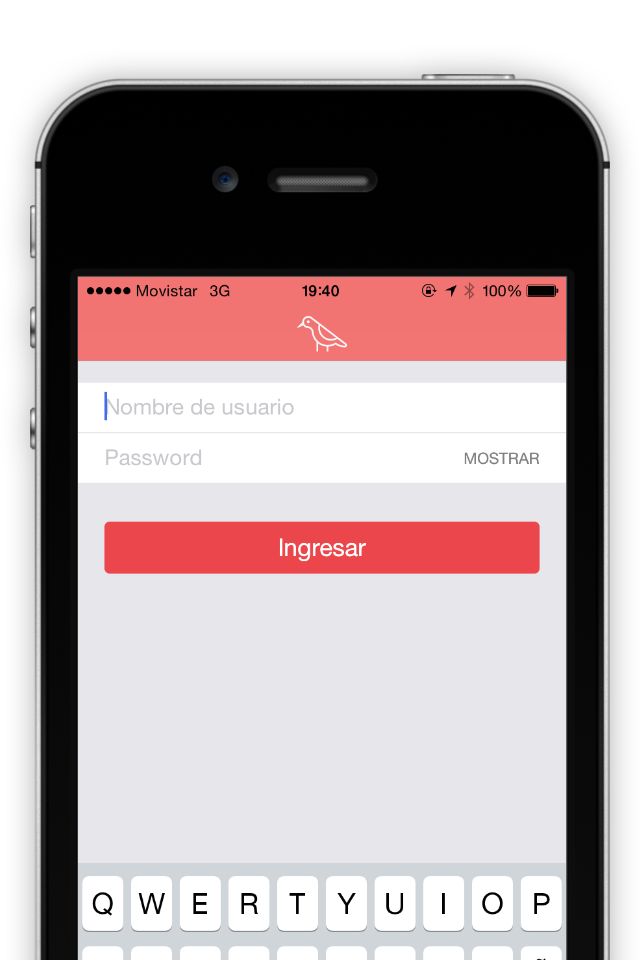 Movistar 3G 19:40 100%
Nombre de usuario
Password MOSTRAR
Ingresar
Q W E R T Y U I O P